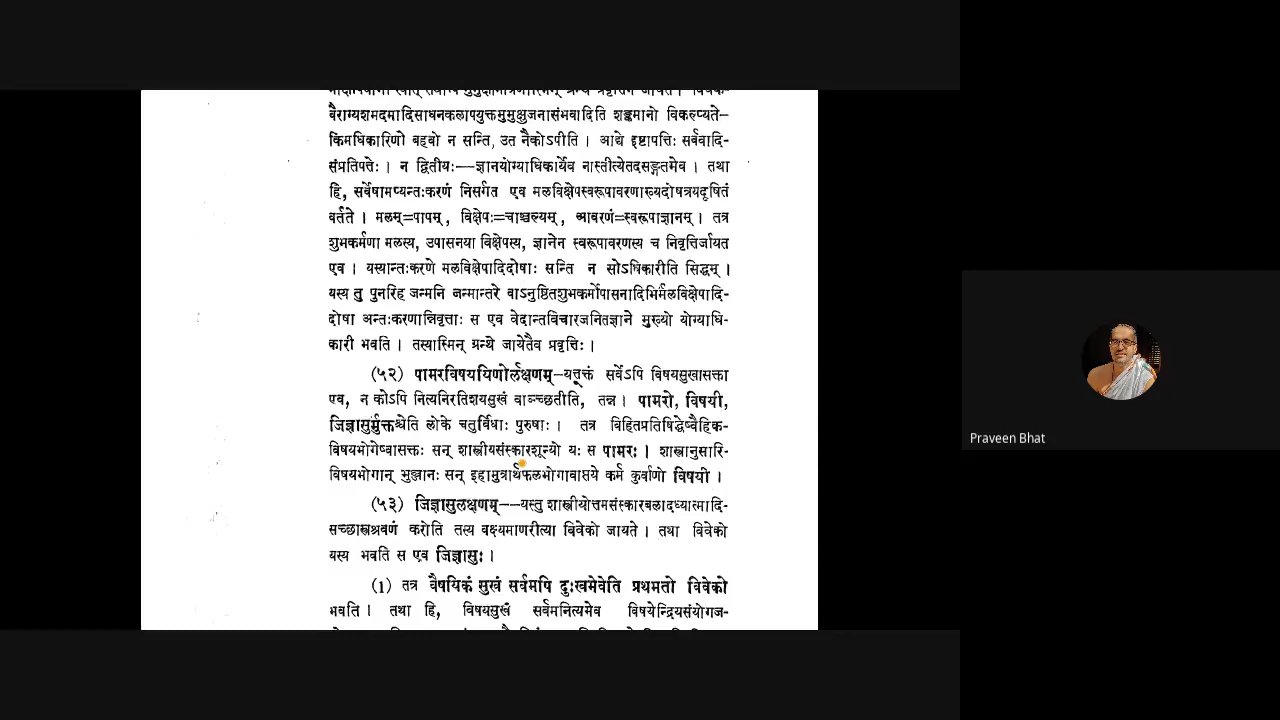 वैराग्यशमदमादिसाधनकलापयुक्तमुमुक्षुजनासंभवादिति शङ्कमानो विकल्प्यते–
किमधिकारिणो बहवो न सन्ति, उत नैकोऽपीति । आद्ये इष्टापत्तिः सर्ववादि-
संप्रतिपत्तेः । न द्वितीयः—ज्ञानयोग्याधिकार्येव नास्तीत्येतदसङ्गतमेव । तथा
हि, सर्वेषामप्यन्तःकरणं निसर्गत एव मलविक्षेपस्वरूपावरणाख्यदोषत्रयदूषितं
वर्तते । मलम्=पापम्, विक्षेपः=चाञ्चल्यम्, आवरणं=स्वरूपाज्ञानम् । तत्र
शुभकर्मणा मलस्य, उपासनया विक्षेपस्य, ज्ञानेन स्वरूपावरणस्य च निवृत्तिर्जायत
एव । यस्यान्तःकरणे मलविक्षेपादिदोषाः सन्ति न सोऽधिकारीति सिद्धम् ।
यस्य तु पुनरिह जन्मनि जन्मान्तरे वाऽनुष्ठितशुभकर्मोपासनादिभिर्मलविक्षेपादि-
दोषा अन्तःकरणान्निवृत्ताः स एव वेदान्तविचारजनितज्ञाने मुख्यो योग्याधि-
कारी भवति । तस्यास्मिन् ग्रन्थे जायेतैव प्रवृत्तिः ।
(५२) पामरविषययिणोर्लक्षणम्—यत्तूक्तं सर्वेऽपि विषयसुखासक्ता
एव, न कोऽपि नित्यनिरतिशयसुखं वाञ्च्छतीति, तन्न । पामरो, विषयी,
जिज्ञासुर्मुक्तश्चेति लोके चतुर्विधाः पुरुषाः । तत्र विहितप्रतिषिद्धेष्वैहिक-
विषयभोगेष्वासक्तः सन् शास्त्रीयसंस्कारशून्यो यः स पामरः । शास्त्रानुसारि-
विषयभोगान् भुञ्जानः सन् इहामुत्रार्थफलभोगावाप्तये कर्म कुर्वाणो विषयी ।
(५३) जिज्ञासुलक्षणम्—यस्तु शास्त्रीयोत्तमसंस्कारबलादध्यात्मादि-
सच्छास्त्रश्रवणं करोति तस्य वक्ष्यमाणरीत्या विवेको जायते । तथा विवेको
यस्य भवति स एव जिज्ञासुः ।
(1) तत्र वैषयिकं सुखं सर्वमपि दुःखमेवेति प्रथमतो विवेको
भवति । तथा हि, विषयसुखं सर्वमनित्यमेव विषयेन्द्रियसंयोगज-
Praveen Bhat